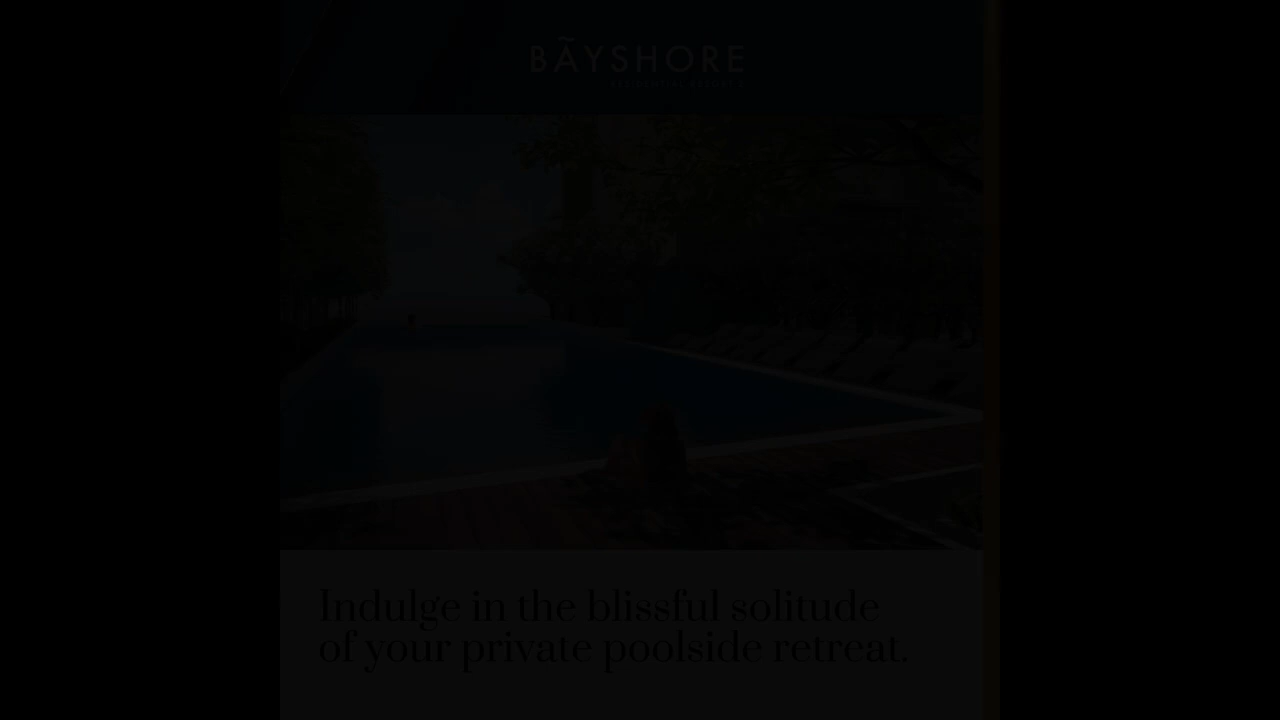 BAYSHORE
Indulge in the blissful solitude
of your private poolside retreat.